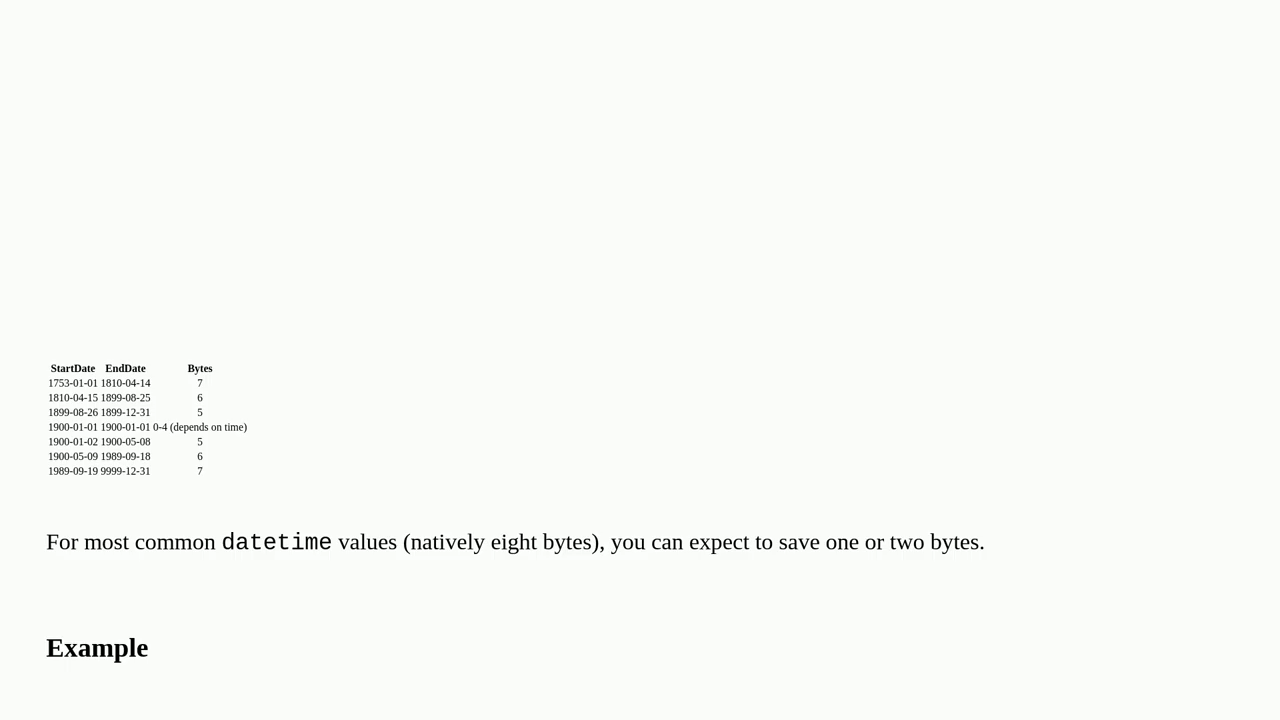 StartDate EndDate Bytes
1753-01-01 1810-04-14 7
1810-04-15 1899-08-25 6
1899-08-26 1899-12-31 5
1900-01-01 1900-01-01 0-4 (depends on time)
1900-01-02 1900-05-08 5
1900-05-09 1989-09-18 6
1989-09-19 9999-12-31 7
For most common datetime values (natively eight bytes), you can expect to save one or two bytes.
Example